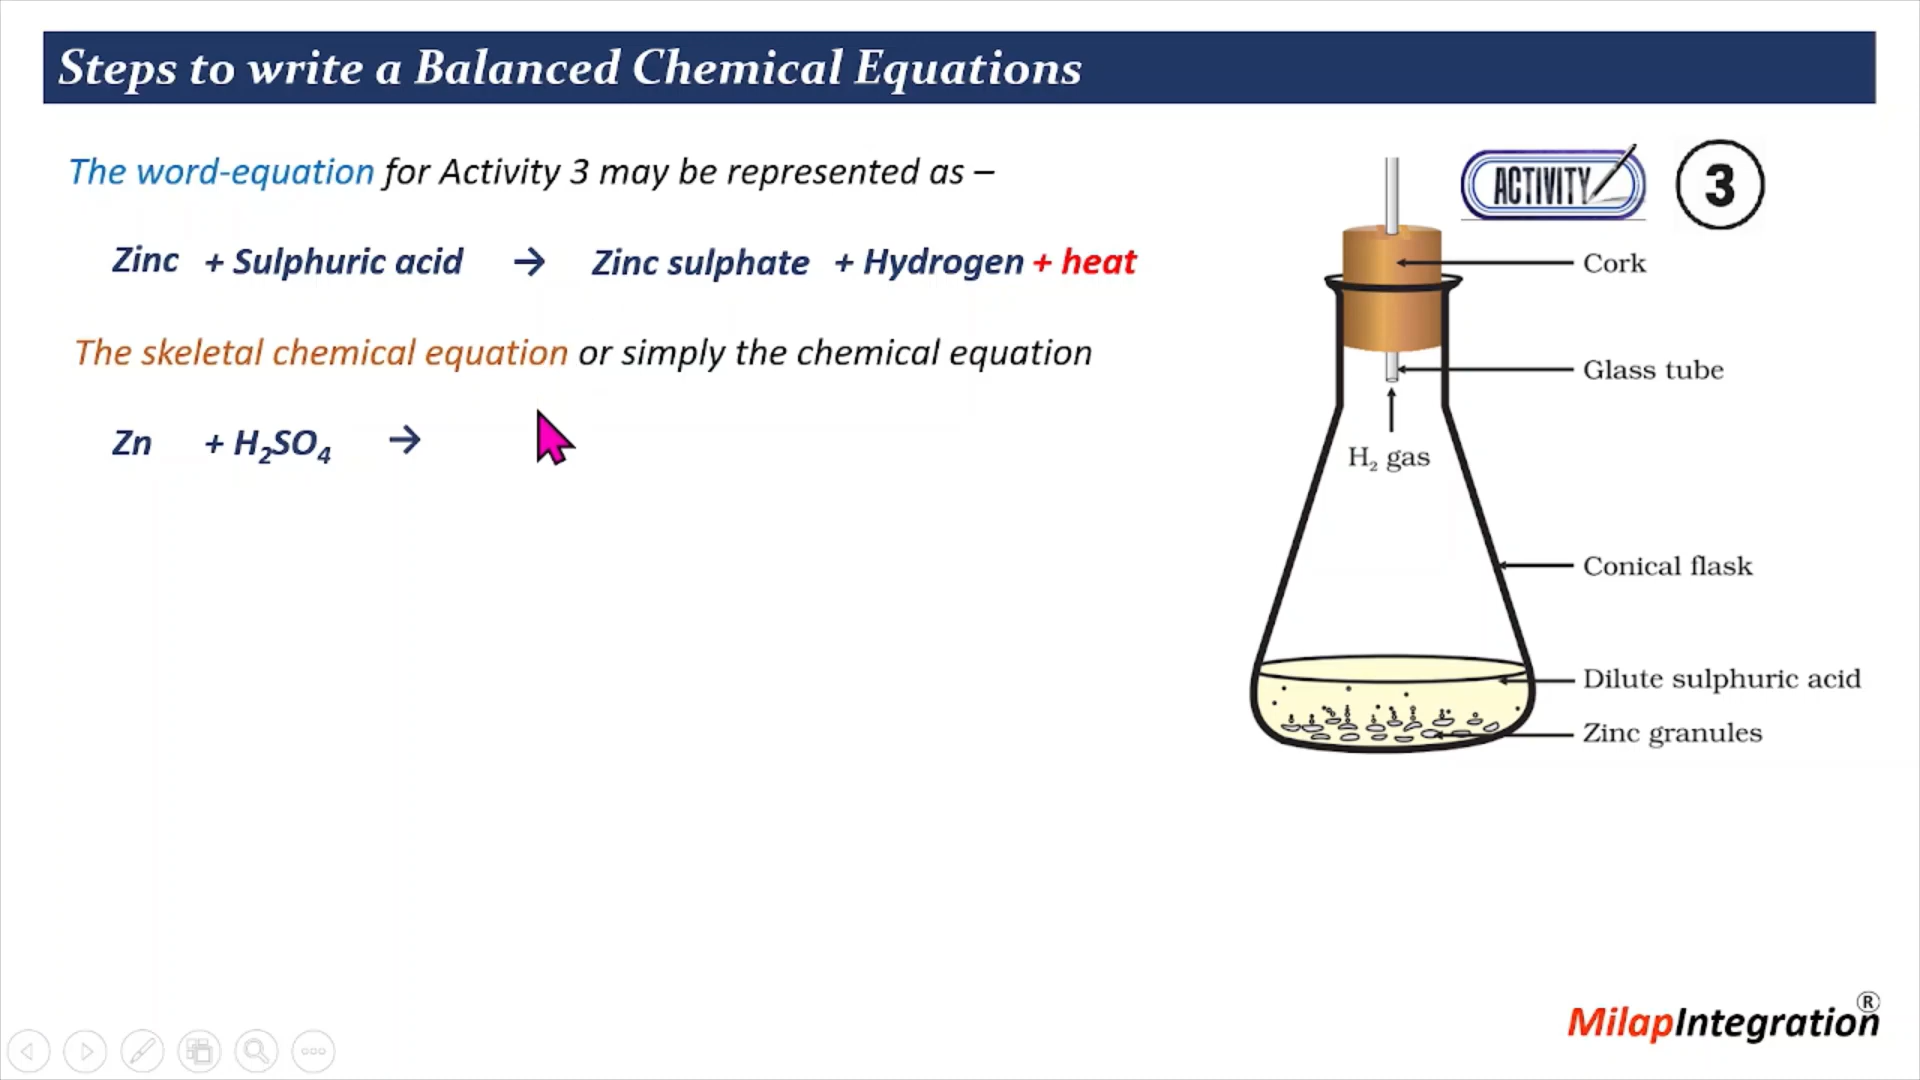 Steps to write a Balanced Chemical Equations
The word-equation for Activity 3 may be represented as –
Zinc + Sulphuric acid → Zinc sulphate + Hydrogen + heat
The skeletal chemical equation or simply the chemical equation
Zn + H₂SO₄ →
ACTIVITY 3
Cork
Glass tube
H₂ gas
Conical flask
Dilute sulphuric acid
Zinc granules
MilapIntegration®